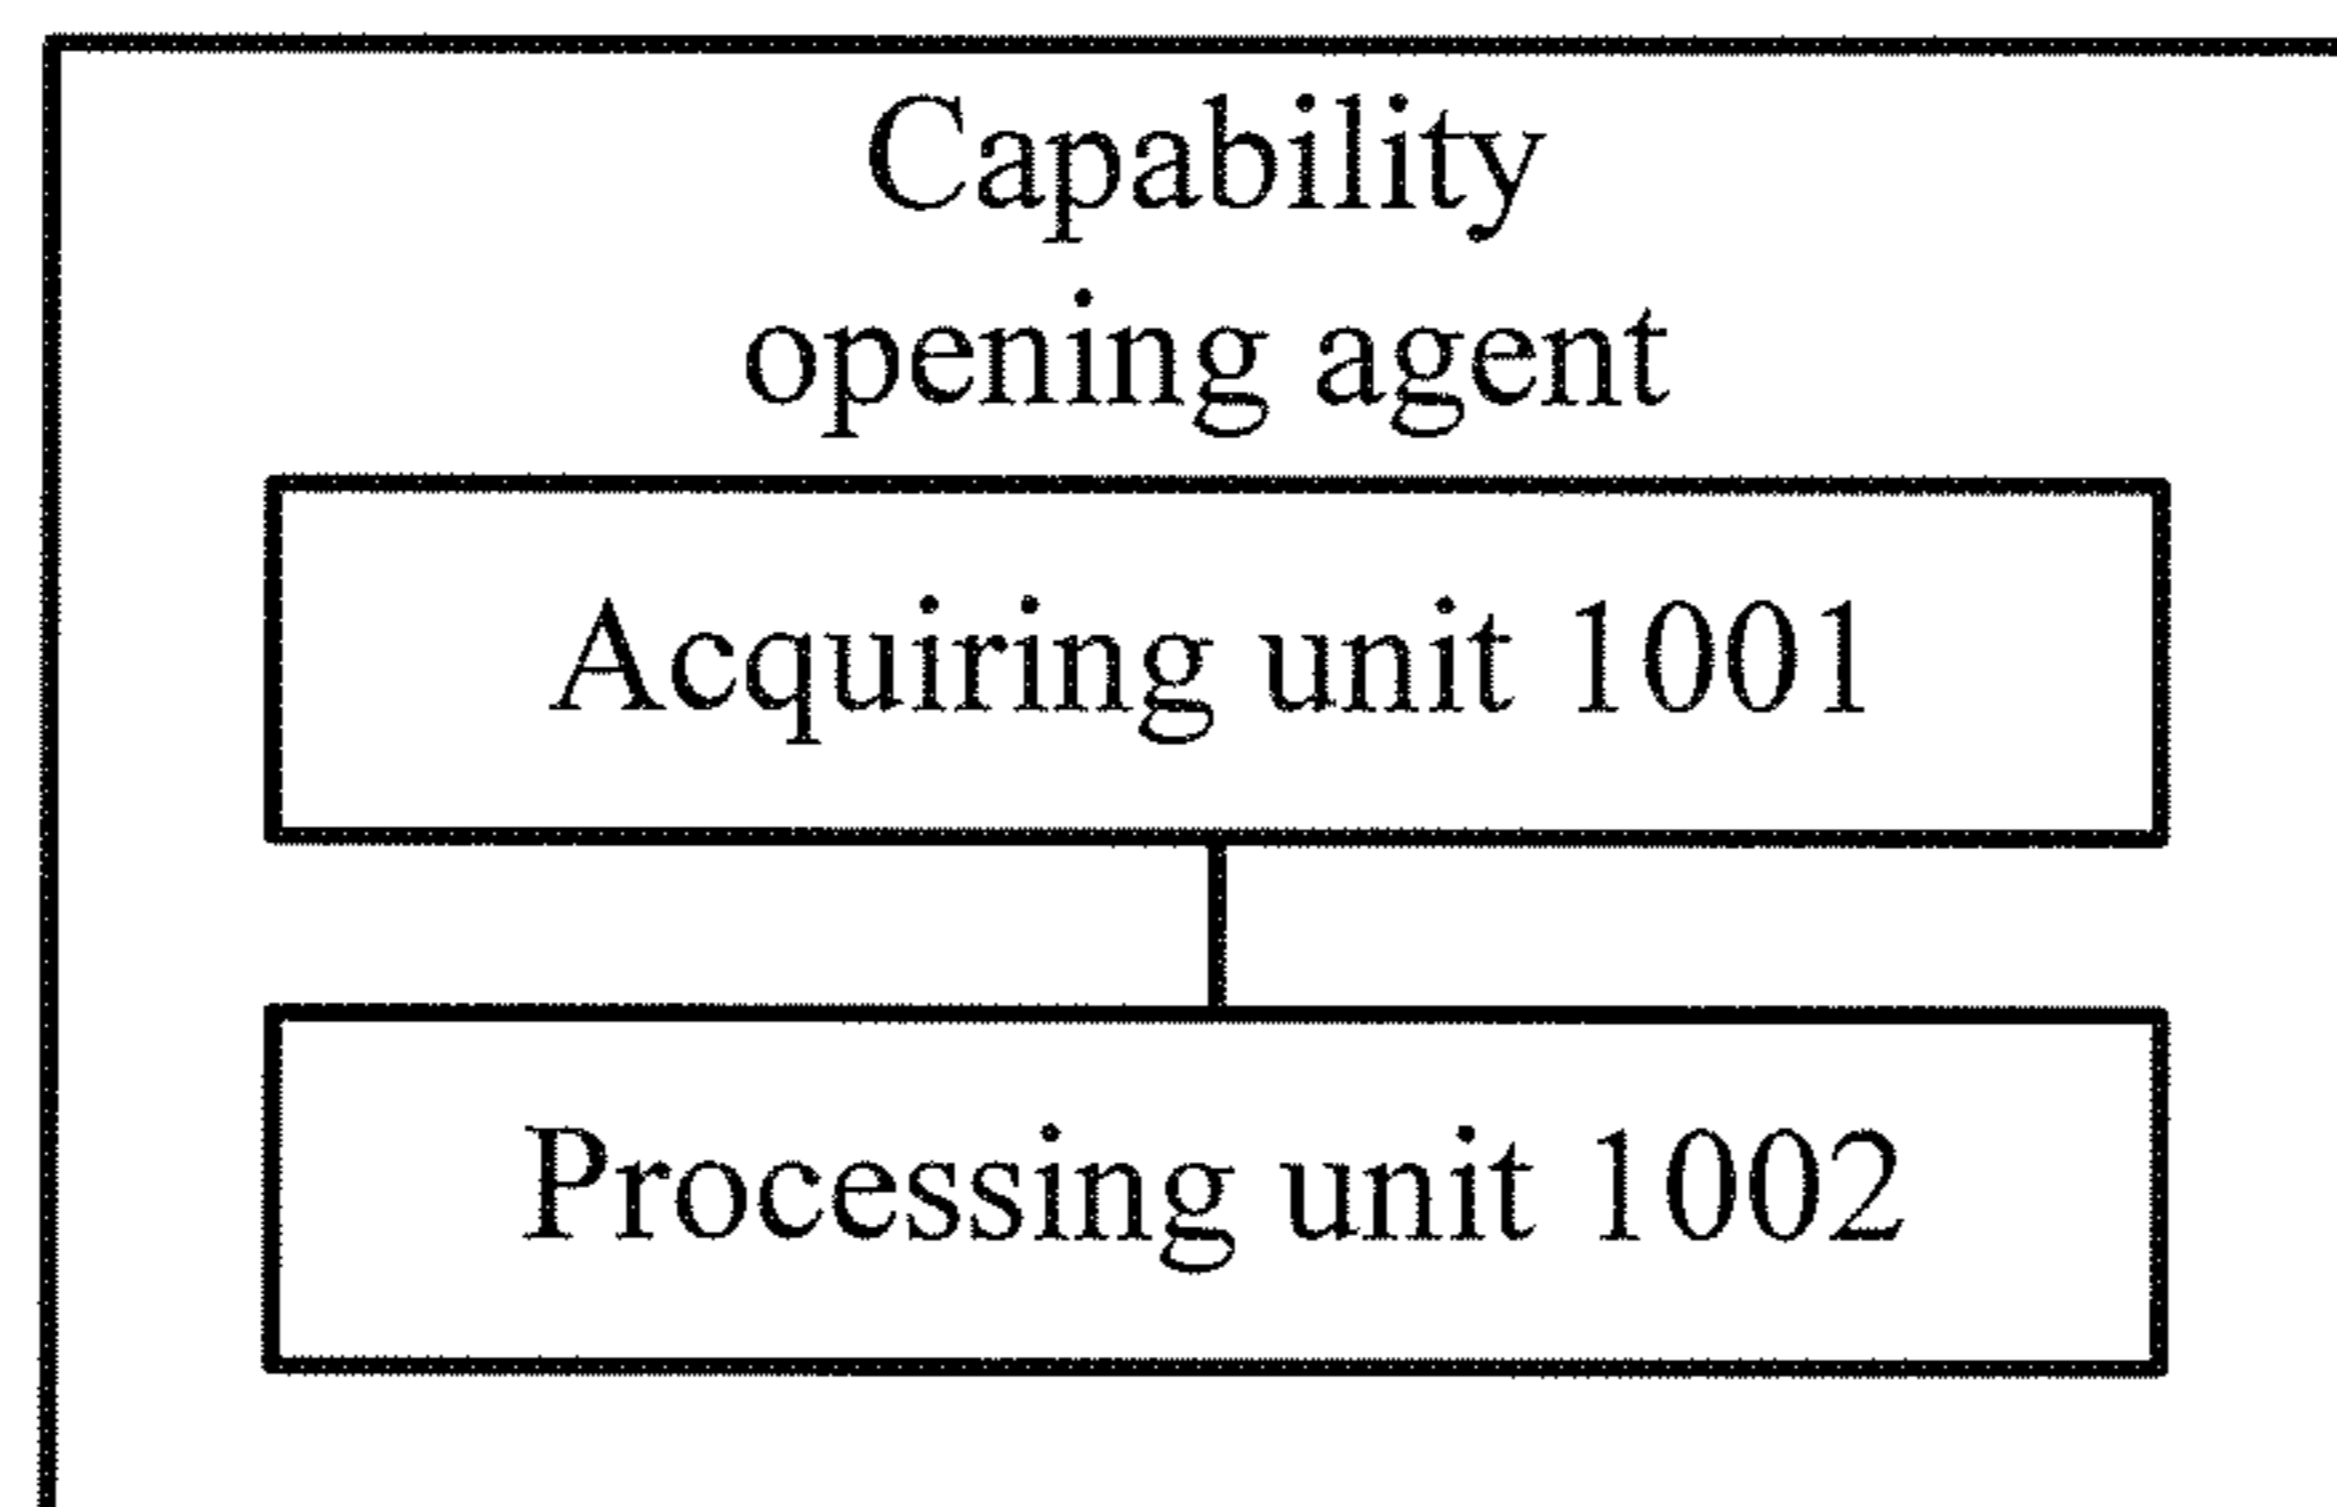 Capability
opening agent
Acquiring unit 1001
Processing unit 1002